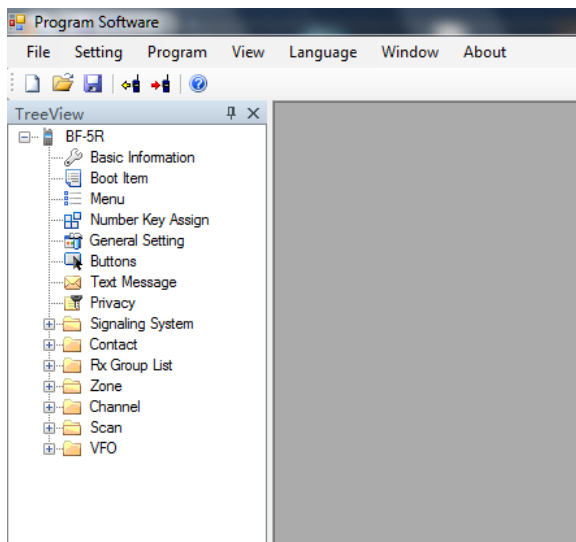 Program Software
File Setting Program View Language Window About
TreeView
BF-5R
Basic Information
Boot Item
Menu
Number Key Assign
General Setting
Buttons
Text Message
Privacy
Signaling System
Contact
Rx Group List
Zone
Channel
Scan
VFO